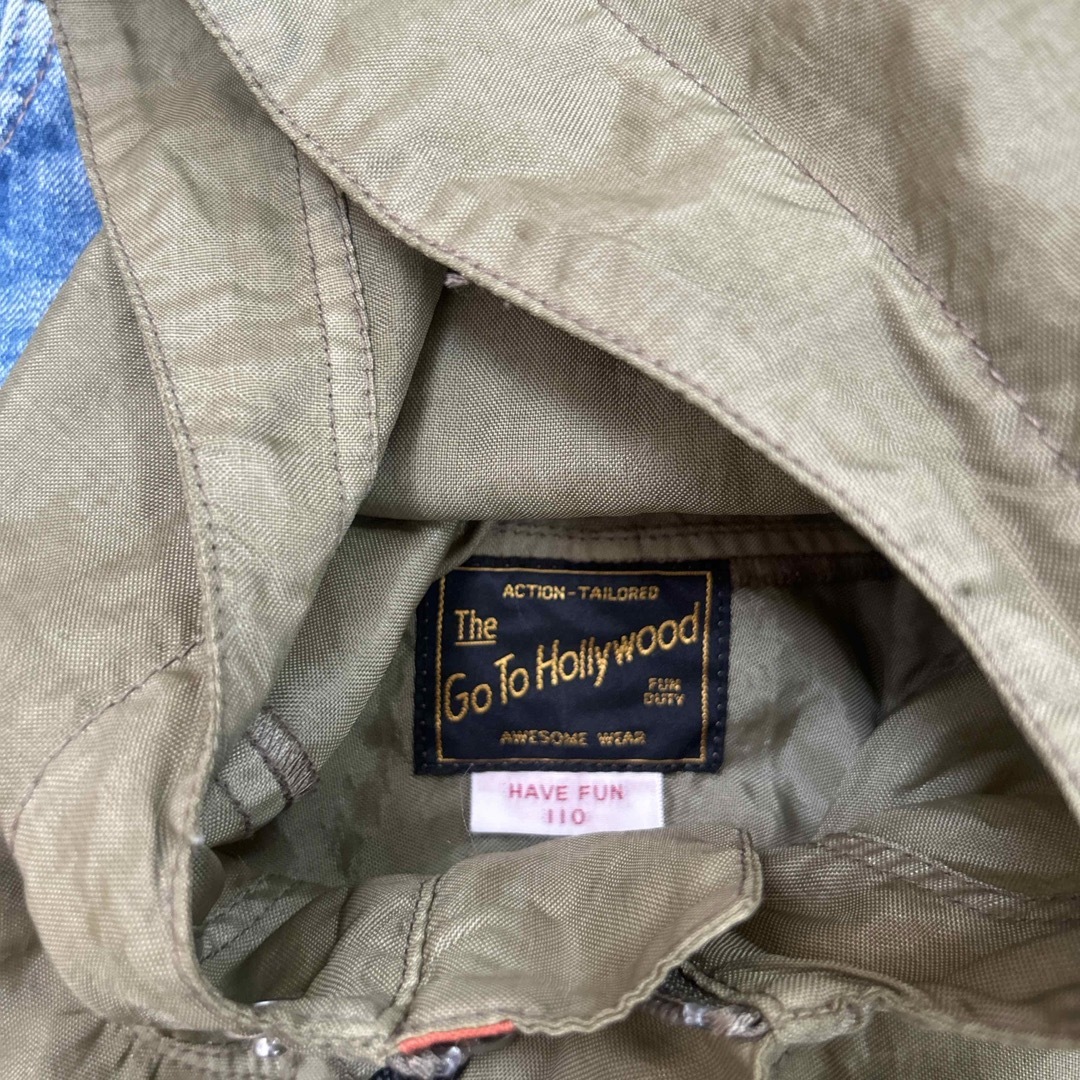 ACTION-TAILORED
The
Go To Hollywood
FUN
DUTY
AWESOME WEAR
HAVE FUN
110